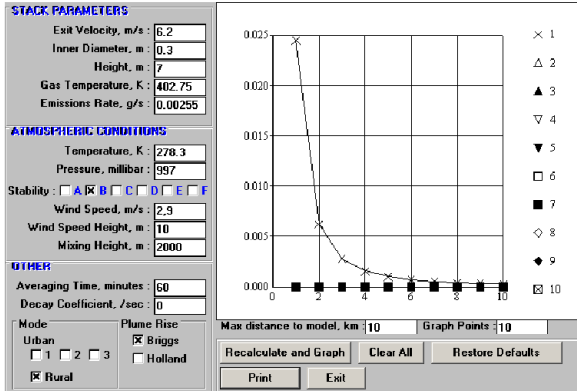 STACK PARAMETERS
Exit Velocity, m/s : 6.2
Inner Diameter, m : 0.3
Height, m : 7
Gas Temperature, K : 402.75
Emissions Rate, g/s : 0.00255
ATMOSPHERIC CONDITIONS
Temperature, K : 278.3
Pressure, millibar : 997
Stability : A B C D E F
Wind Speed, m/s : 2,9
Wind Speed Height, m : 10
Mixing Height, m : 2000
OTHER
Averaging Time, minutes : 60
Decay Coefficient, /sec : 0
Mode
Urban
1 2 3
Rural
Plume Rise
Briggs
Holland
0.025
0.020
0.015
0.010
0.005
0.000
0 2 4 6 8 10
1
2
3
4
5
6
7
8
9
10
Max distance to model, km : 10 Graph Points : 10
Recalculate and Graph Clear All Restore Defaults
Print Exit